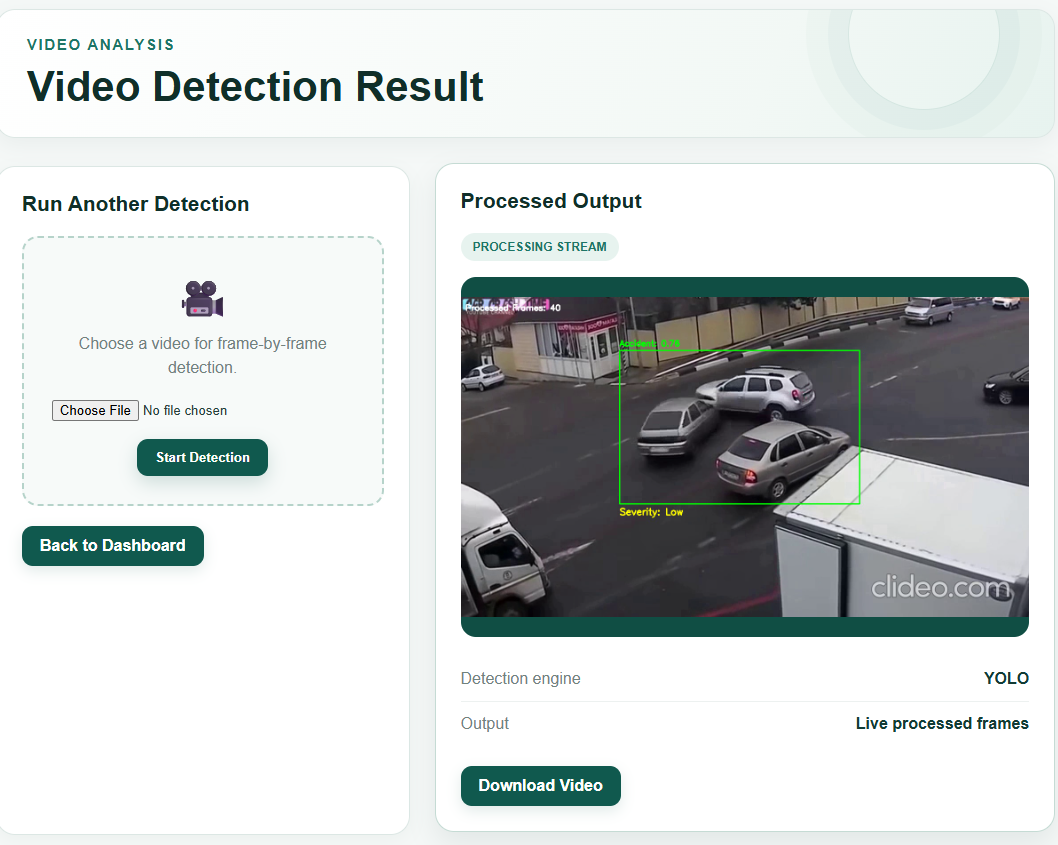 VIDEO ANALYSIS
Video Detection Result
Run Another Detection
Choose a video for frame-by-frame
detection.
Choose File No file chosen
Start Detection
Back to Dashboard
Processed Output
PROCESSING STREAM
Processed Frames: 40
Accident: 0.76
Severity: Low
clideo.com
Detection engine YOLO
Output Live processed frames
Download Video